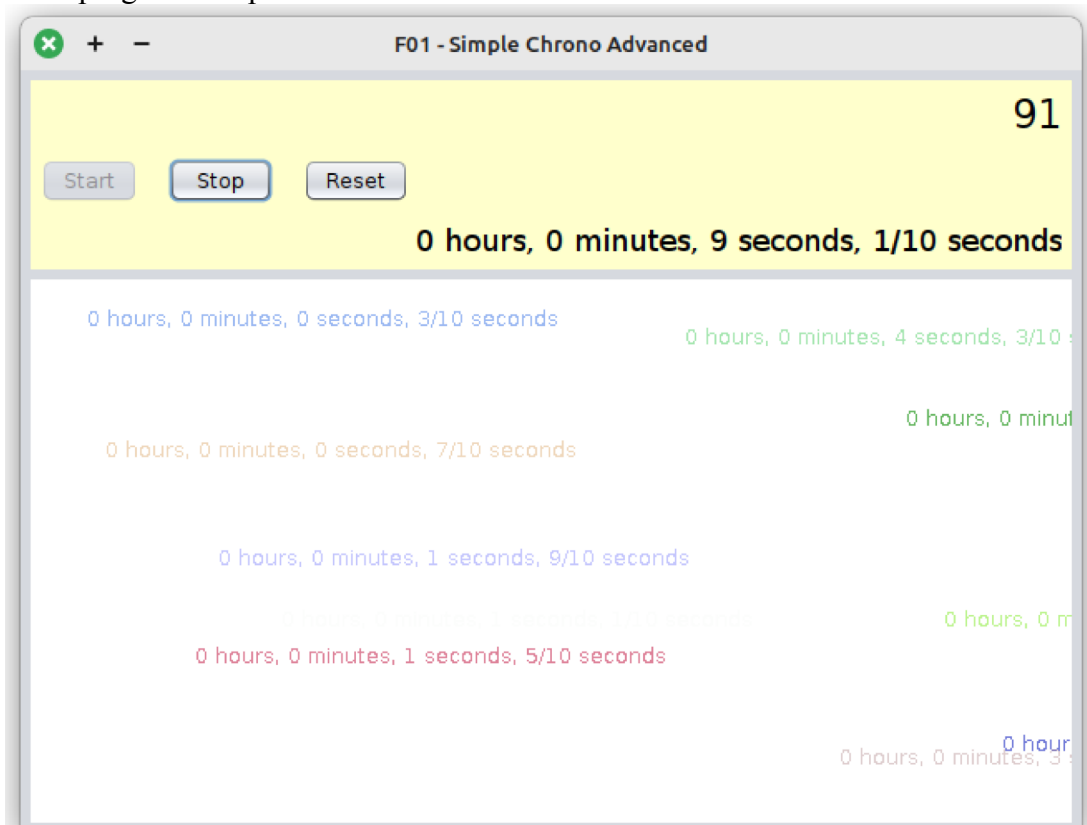 F01 - Simple Chrono Advanced
91
Start Stop Reset
0 hours, 0 minutes, 9 seconds, 1/10 seconds
0 hours, 0 minutes, 0 seconds, 3/10 seconds
0 hours, 0 minutes, 4 seconds, 3/10
0 hours, 0 minut
0 hours, 0 minutes, 0 seconds, 7/10 seconds
0 hours, 0 minutes, 1 seconds, 9/10 seconds
0 hours, 0 m
0 hours, 0 minutes, 1 seconds, 5/10 seconds
0 hour
0 hours, 0 minutes, 3